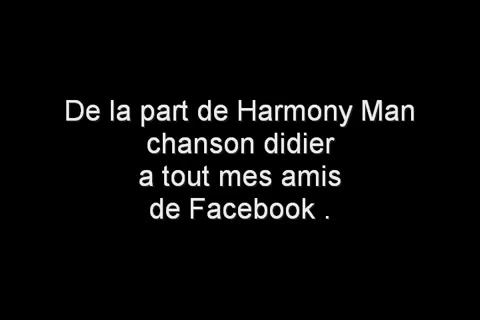 De la part de Harmony Man
chanson didier
a tout mes amis
de Facebook .